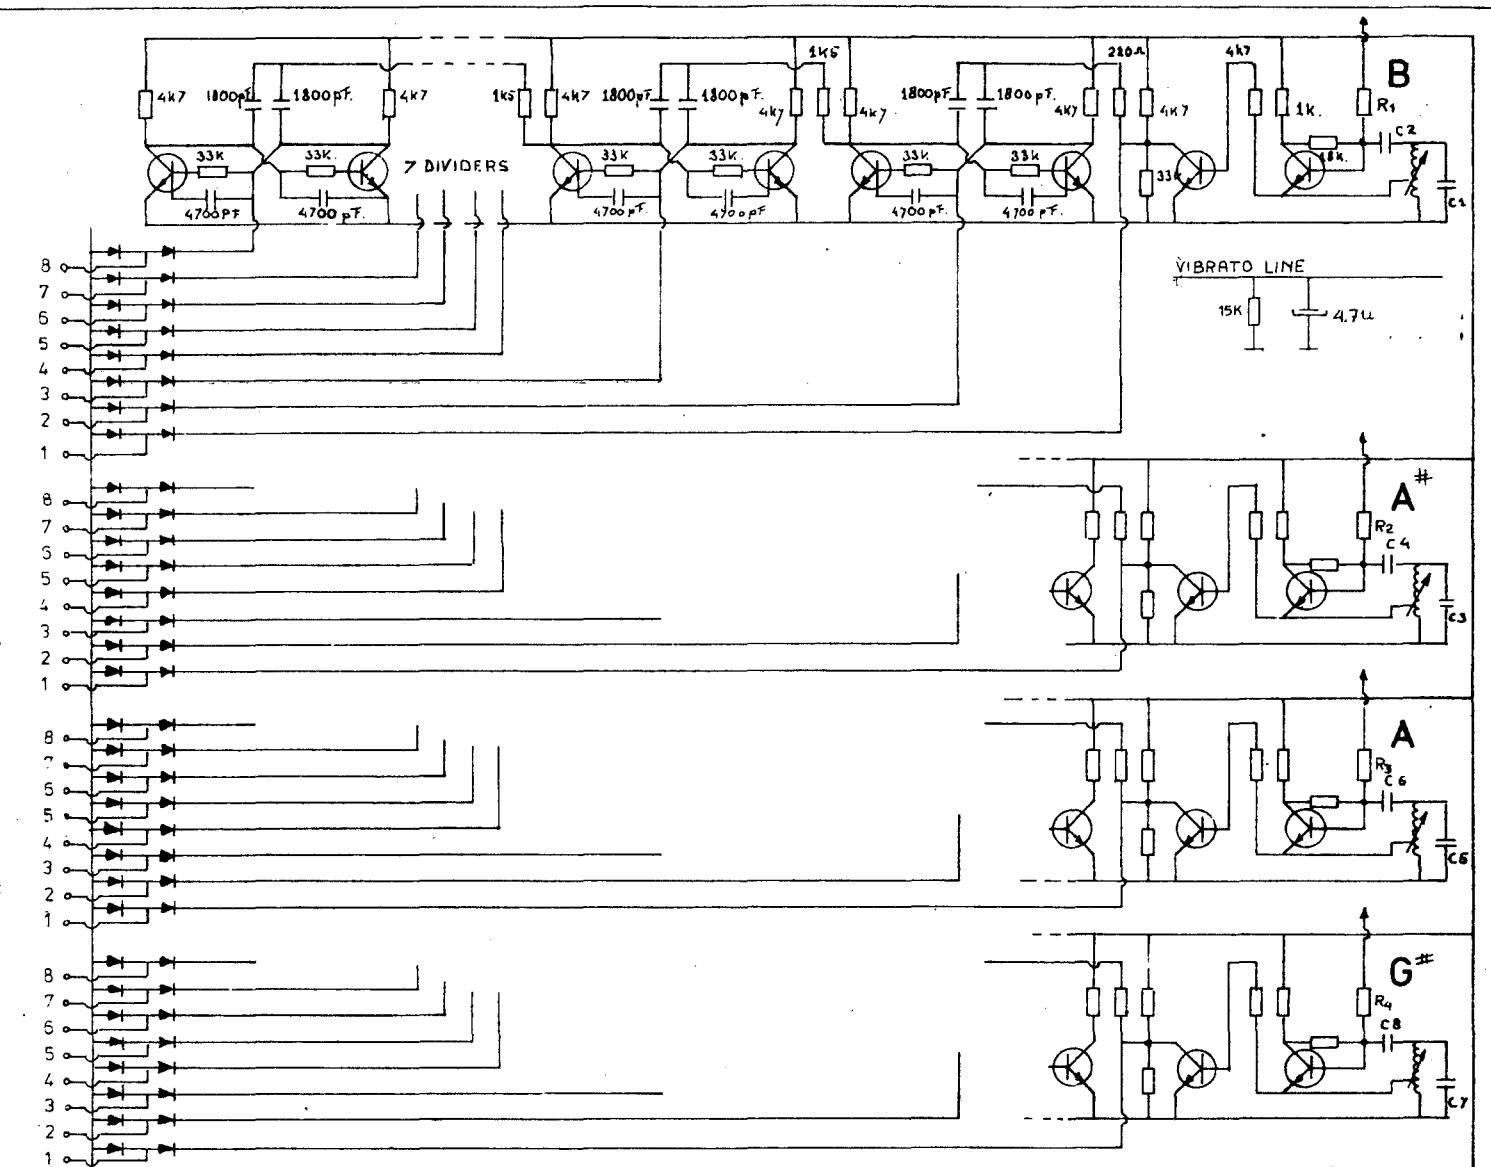 1K5 220Ω 4k7
B
4k7 1800pF 1800pF. 4k7 1k5 4k7 1800pF 1800pF. 4k7 4k7 1800pF 1800pF. 4k7 4k7 1k. R1
C2
33K 33K. 7 DIVIDERS 33K 33K. 33K 33k. 33k 18k.
4700pF 4700pF. 4700pF. 4700pF 4700pF. 4700pF. C1
8
7
6
5
4
3
2
1
VIBRATO LINE
15K 4.7u
A#
8
7
6
5
4
3
2
1
R2
C4
C3
A
8
7
6
5
4
3
2
1
R3
C6
C5
G#
8
7
6
5
4
3
2
1
R4
C8
C7